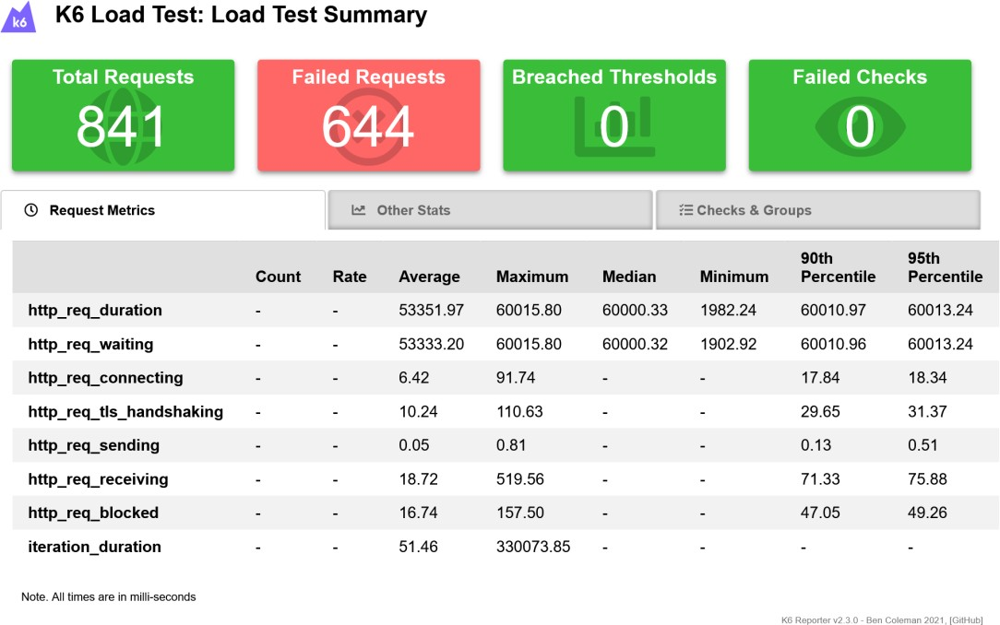 k6
K6 Load Test: Load Test Summary
Total Requests
841
Failed Requests
644
Breached Thresholds
0
Failed Checks
0
Request Metrics
Other Stats
Checks & Groups
Count Rate Average Maximum Median Minimum 90th Percentile 95th Percentile
http_req_duration - - 53351.97 60015.80 60000.33 1982.24 60010.97 60013.24
http_req_waiting - - 53333.20 60015.80 60000.32 1902.92 60010.96 60013.24
http_req_connecting - - 6.42 91.74 - - 17.84 18.34
http_req_tls_handshaking - - 10.24 110.63 - - 29.65 31.37
http_req_sending - - 0.05 0.81 - - 0.13 0.51
http_req_receiving - - 18.72 519.56 - - 71.33 75.88
http_req_blocked - - 16.74 157.50 - - 47.05 49.26
iteration_duration - - 51.46 330073.85 - - - -
Note. All times are in milli-seconds
K6 Reporter v2.3.0 - Ben Coleman 2021, [GitHub]